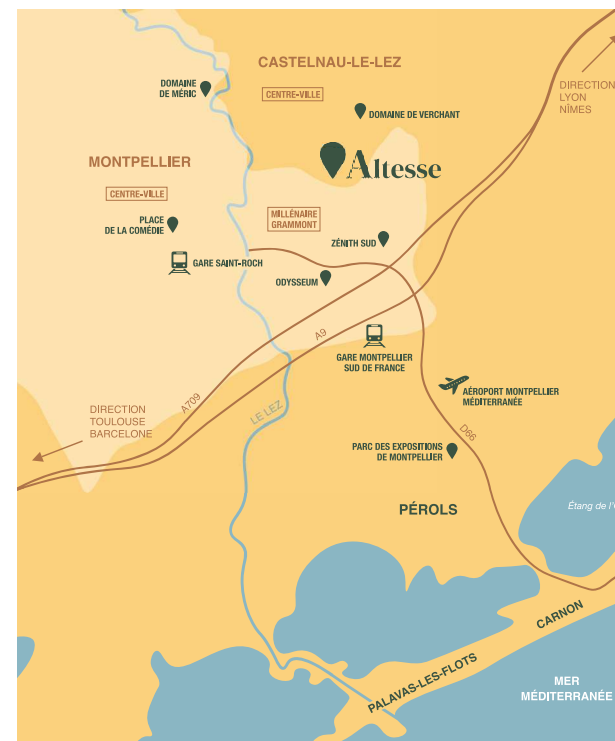 CASTELNAU-LE-LEZ
DOMAINE
DE MÉRIC
CENTRE-VILLE
DIRECTION
LYON
NÎMES
DOMAINE DE VERCHANT
Altesse
MONTPELLIER
CENTRE-VILLE
PLACE
DE LA COMÉDIE
MILLÉNAIRE
GRAMMONT
ZÉNITH SUD
GARE SAINT-ROCH
ODYSSEUM
A9
GARE MONTPELLIER
SUD DE FRANCE
AÉROPORT MONTPELLIER
MÉDITERRANÉE
A709
LE LEZ
DIRECTION
TOULOUSE
BARCELONE
D66
PARC DES EXPOSITIONS
DE MONTPELLIER
PÉROLS
Étang de l'
CARNON
PALAVAS-LES-FLOTS
MER
MÉDITERRANÉE